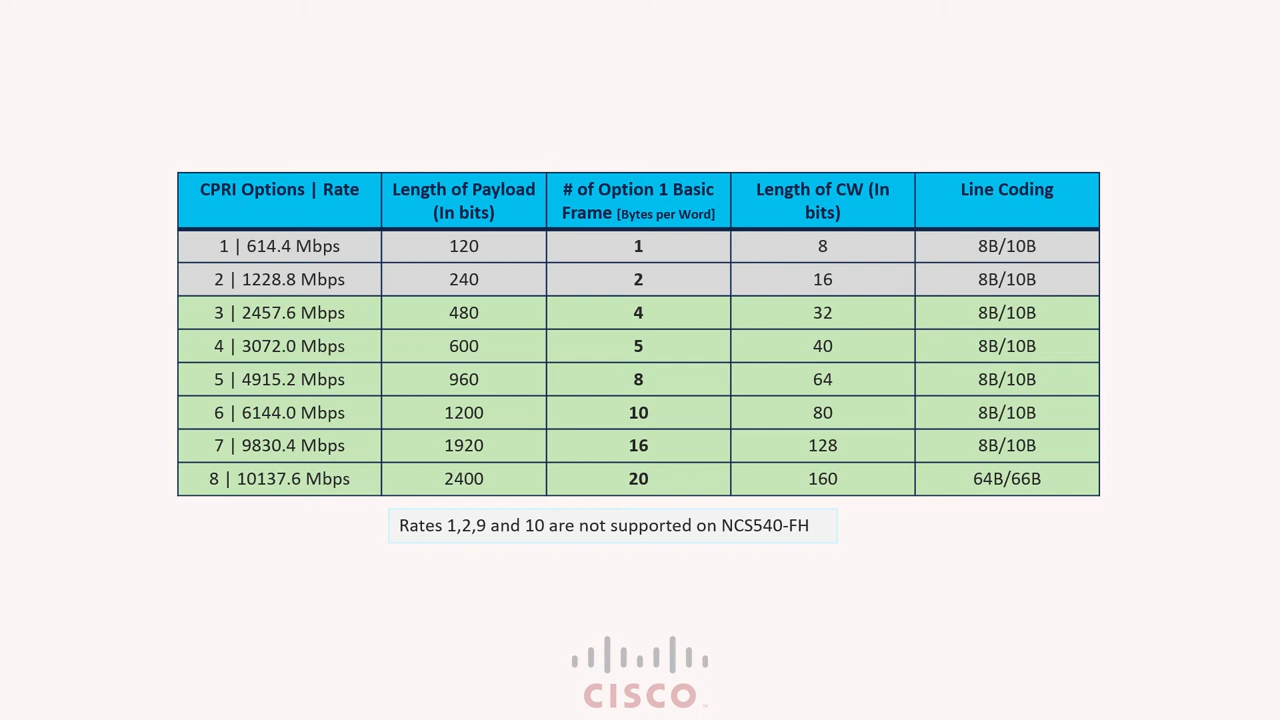 CPRI Options | Rate Length of Payload # of Option 1 Basic Length of CW (In Line Coding
(In bits) Frame [Bytes per Word] bits)
1 | 614.4 Mbps 120 1 8 8B/10B
2 | 1228.8 Mbps 240 2 16 8B/10B
3 | 2457.6 Mbps 480 4 32 8B/10B
4 | 3072.0 Mbps 600 5 40 8B/10B
5 | 4915.2 Mbps 960 8 64 8B/10B
6 | 6144.0 Mbps 1200 10 80 8B/10B
7 | 9830.4 Mbps 1920 16 128 8B/10B
8 | 10137.6 Mbps 2400 20 160 64B/66B
Rates 1,2,9 and 10 are not supported on NCS540-FH
CISCO